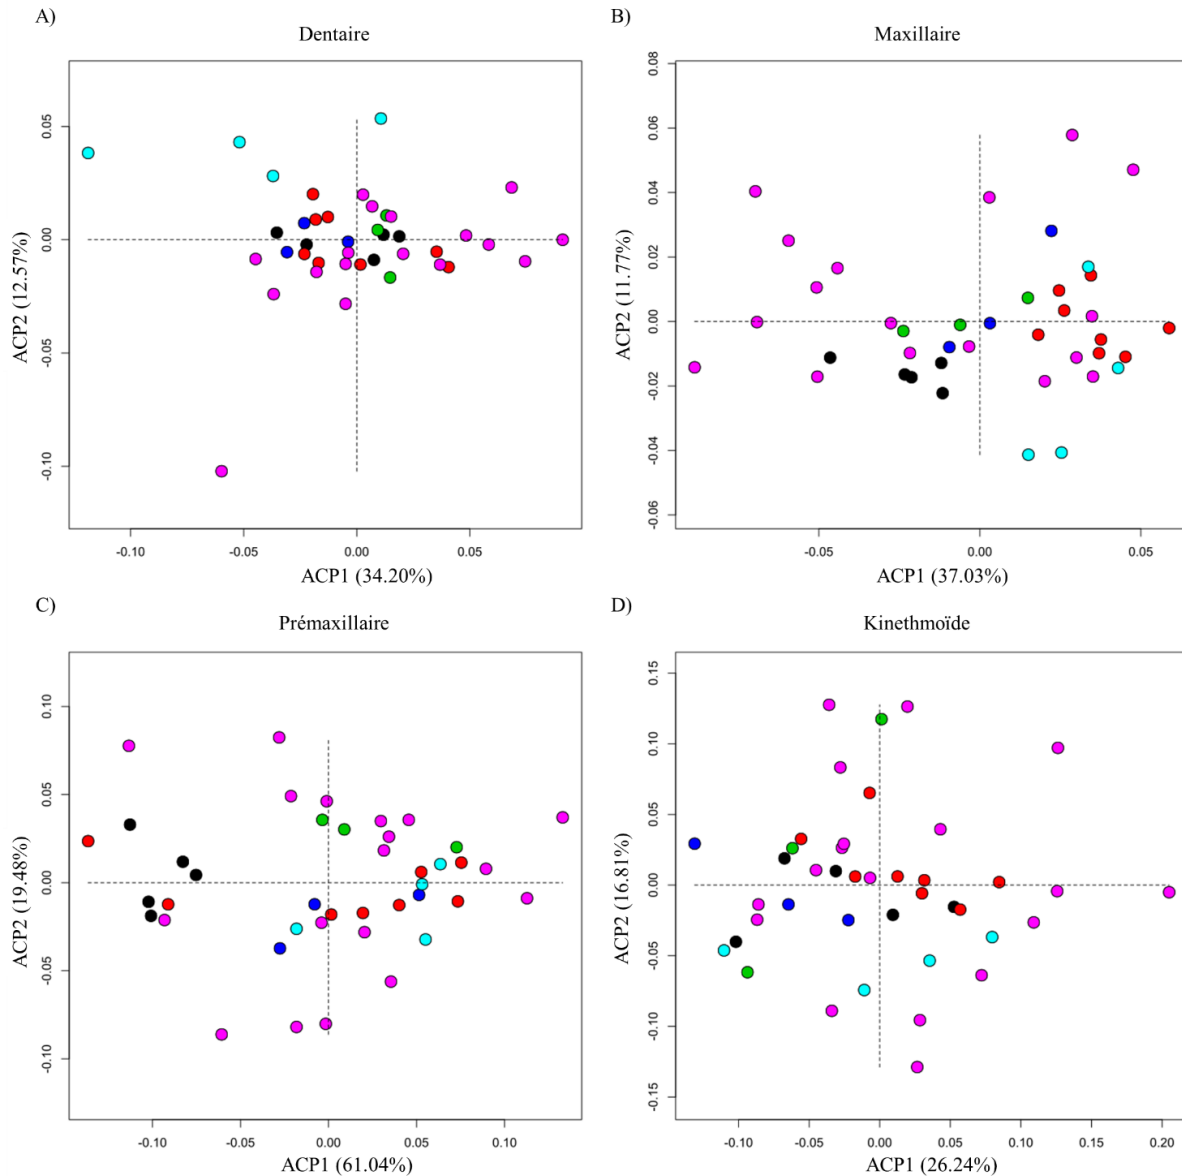 A)
Dentaire
0.05
0.00
-0.05
-0.10
ACP2 (12.57%)
-0.10
-0.05
0.00
0.05
ACP1 (34.20%)
B)
Maxillaire
0.08
0.06
0.04
0.02
0.00
-0.02
-0.04
-0.06
ACP2 (11.77%)
-0.05
0.00
0.05
ACP1 (37.03%)
C)
Prémaxillaire
0.10
0.05
0.00
-0.05
-0.10
ACP2 (19.48%)
-0.10
-0.05
0.00
0.05
0.10
ACP1 (61.04%)
D)
Kinethmoïde
0.15
0.10
0.05
0.00
-0.05
-0.10
-0.15
ACP2 (16.81%)
-0.10
-0.05
0.00
0.05
0.10
0.15
0.20
ACP1 (26.24%)